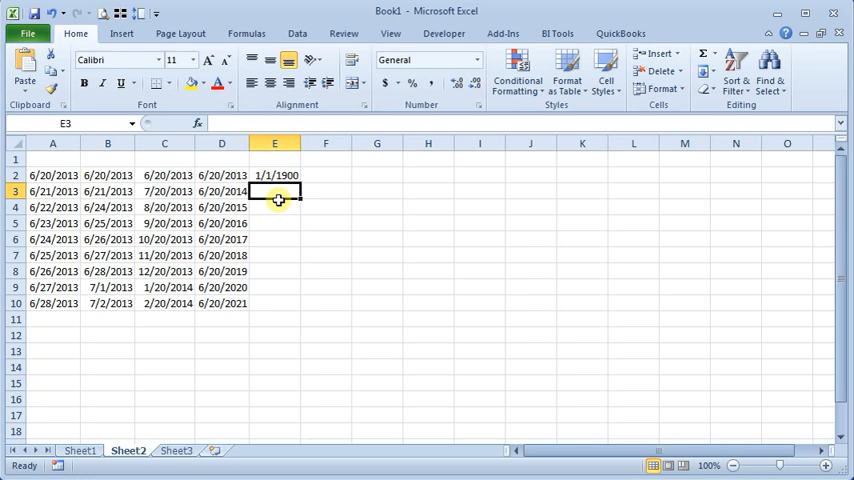 Book1 - Microsoft Excel
File Home Insert Page Layout Formulas Data Review View Developer Add-Ins BI Tools QuickBooks
Paste
Clipboard
Calibri 11
B I U
Font
Alignment
General
$ % ,
Number
Conditional Formatting
Format as Table
Cell Styles
Styles
Insert
Delete
Format
Cells
Σ
Sort & Filter
Find & Select
Editing
E3 fx
A B C D E F G H I J K L M N O
1
2 6/20/2013 6/20/2013 6/20/2013 6/20/2013 1/1/1900
3 6/21/2013 6/21/2013 7/20/2013 6/20/2014
4 6/22/2013 6/24/2013 8/20/2013 6/20/2015
5 6/23/2013 6/25/2013 9/20/2013 6/20/2016
6 6/24/2013 6/26/2013 10/20/2013 6/20/2017
7 6/25/2013 6/27/2013 11/20/2013 6/20/2018
8 6/26/2013 6/28/2013 12/20/2013 6/20/2019
9 6/27/2013 7/1/2013 1/20/2014 6/20/2020
10 6/28/2013 7/2/2013 2/20/2014 6/20/2021
11
12
13
14
15
16
17
18
Sheet1 Sheet2 Sheet3
Ready 100%